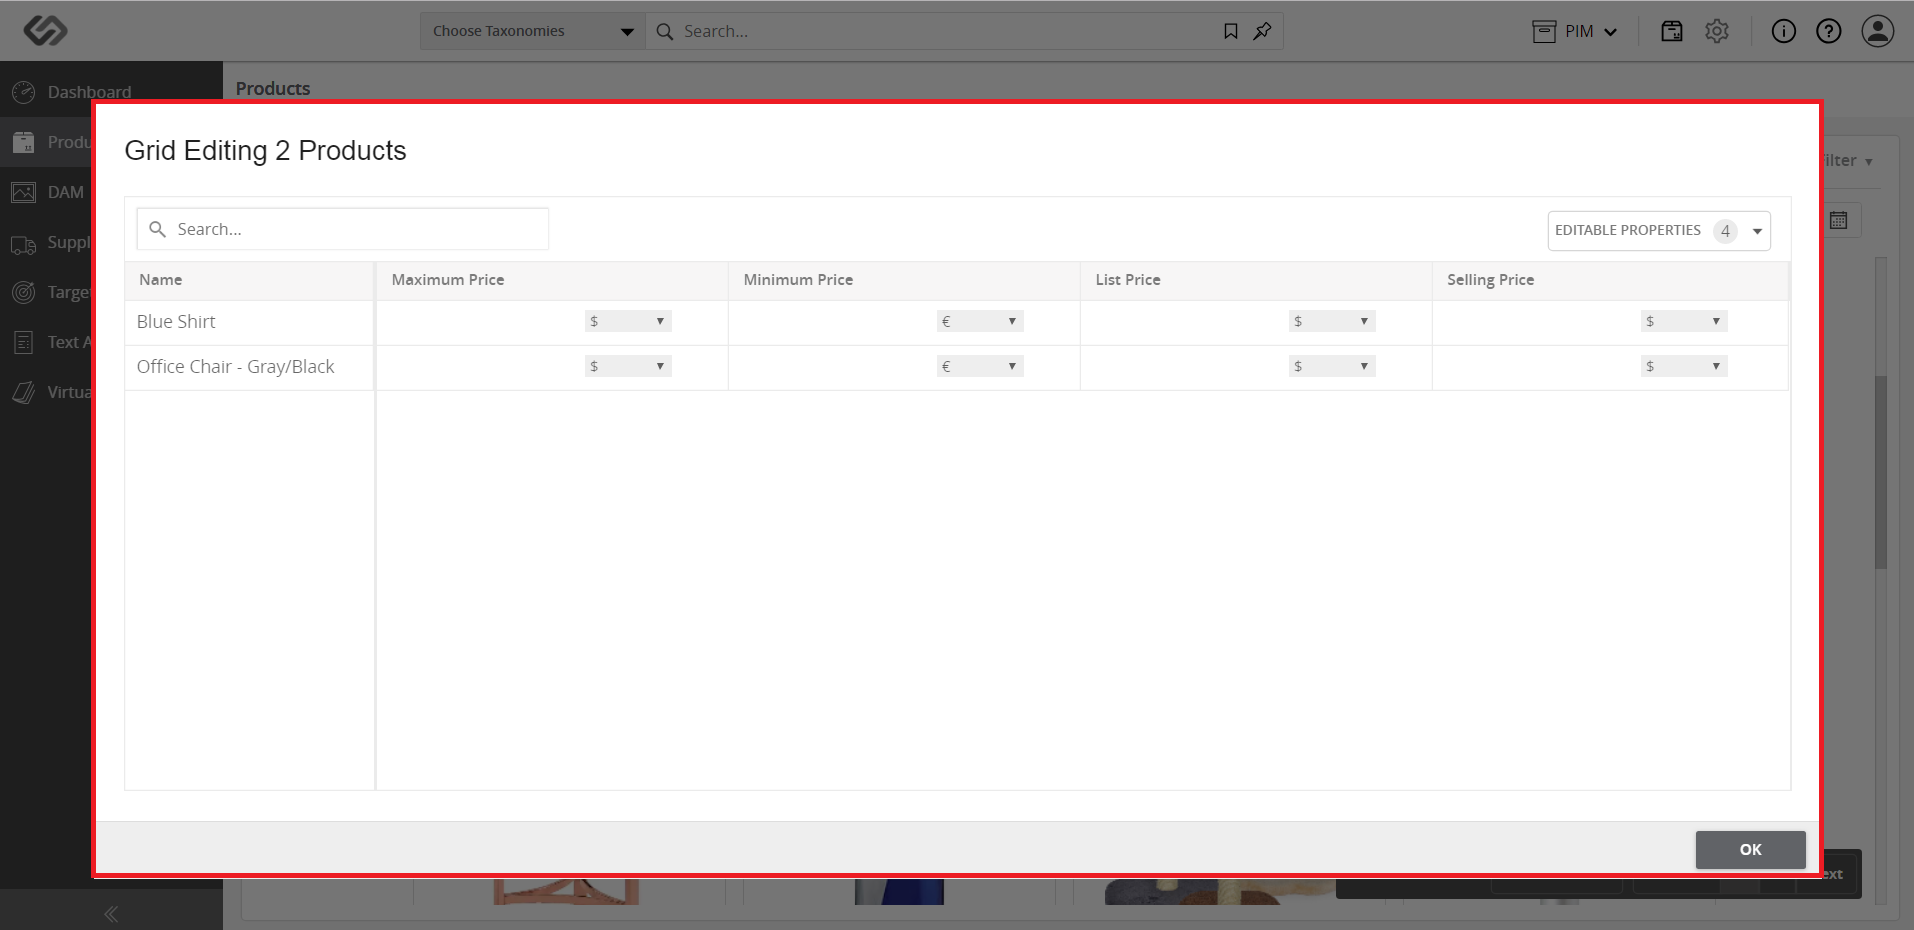 Choose Taxonomies Search... PIM
Dashboard
Products
Produ
DAM
Suppl
Targe
Text A
Virtua
ilter
Grid Editing 2 Products
Search... EDITABLE PROPERTIES 4
Name Maximum Price Minimum Price List Price Selling Price
Blue Shirt $ € $ $
Office Chair - Gray/Black $ € $ $
OK
ext